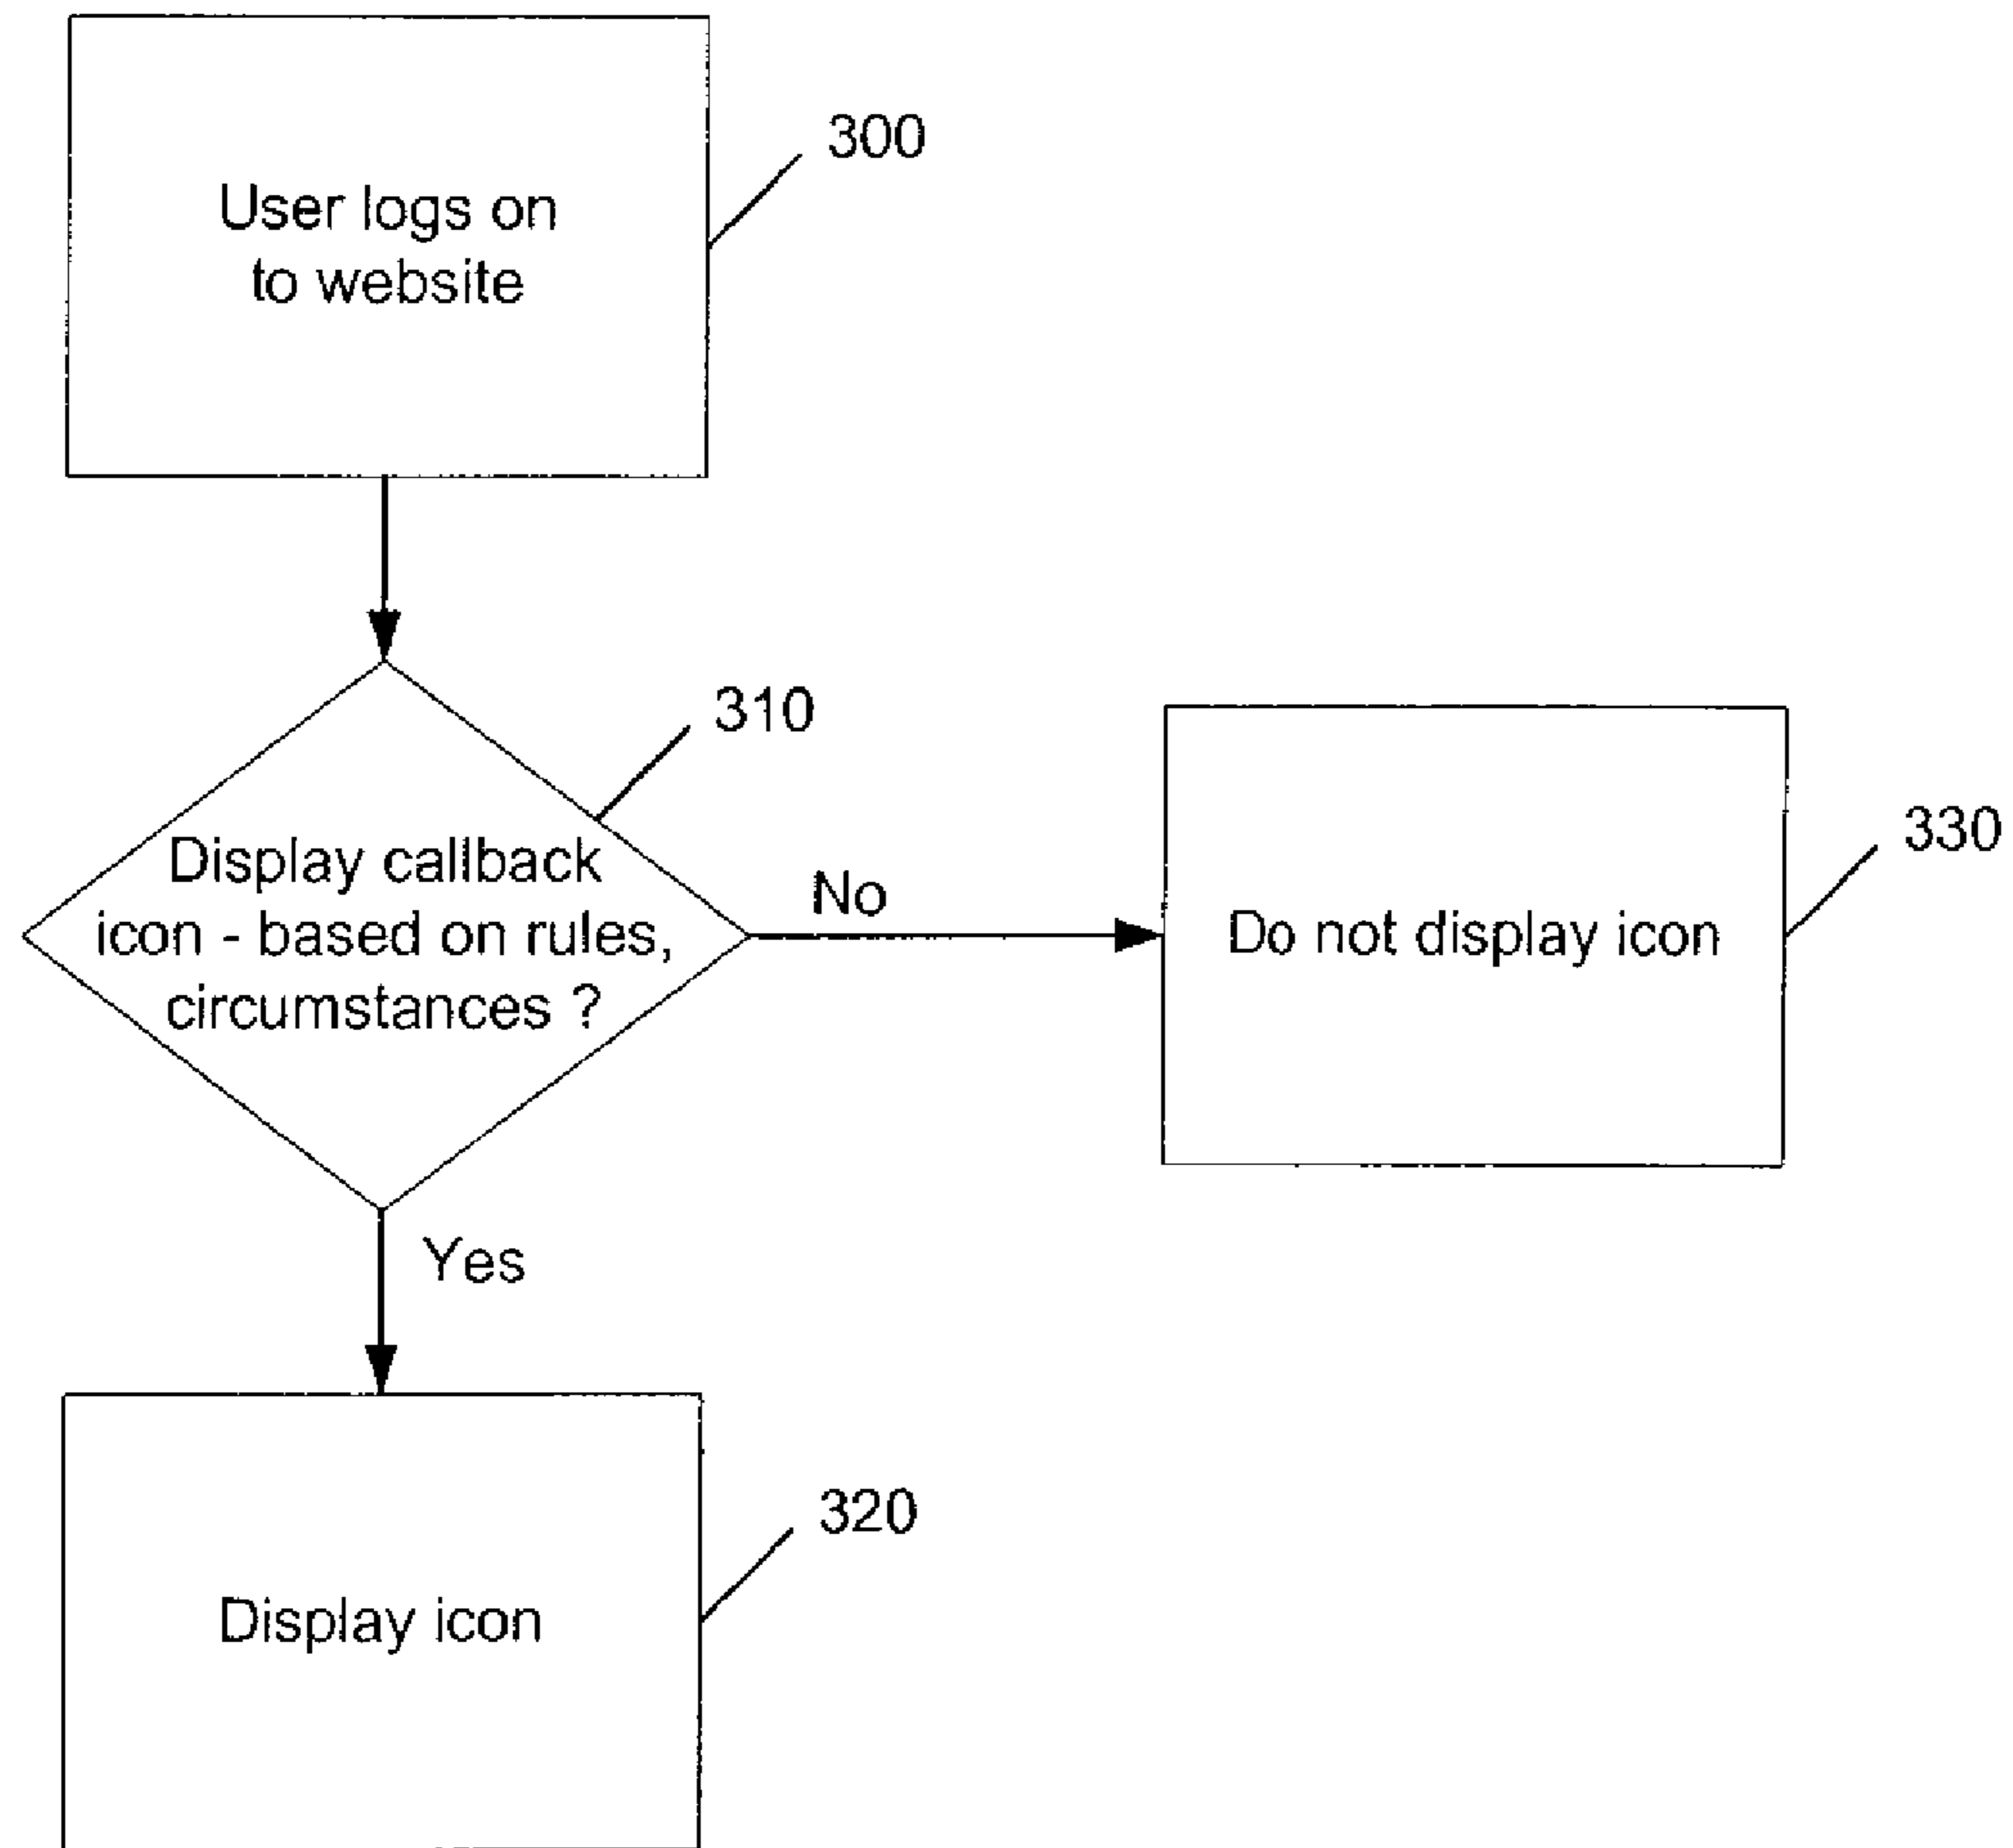 300
User logs on
to website
310
Display callback
icon - based on rules,
circumstances ?
No
330
Do not display icon
Yes
320
Display icon